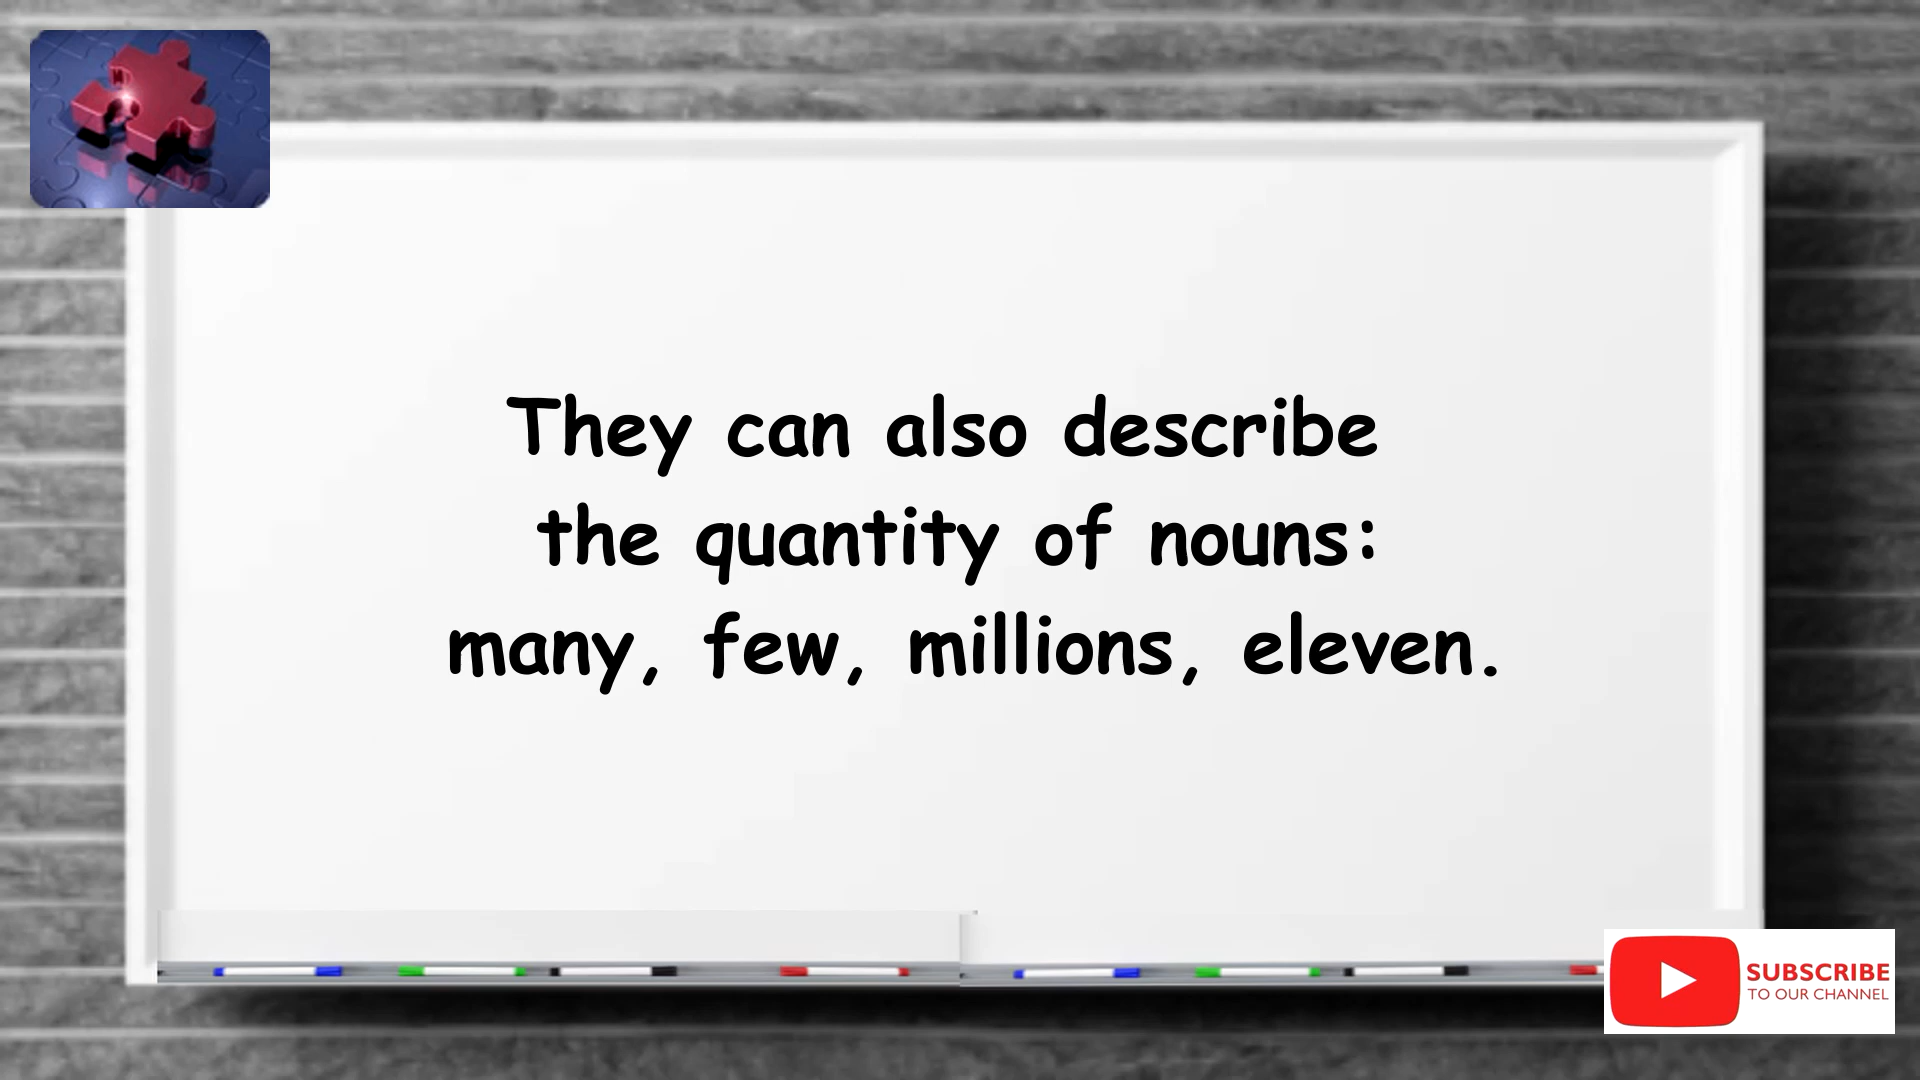 They can also describe
the quantity of nouns:
many, few, millions, eleven.
SUBSCRIBE
TO OUR CHANNEL